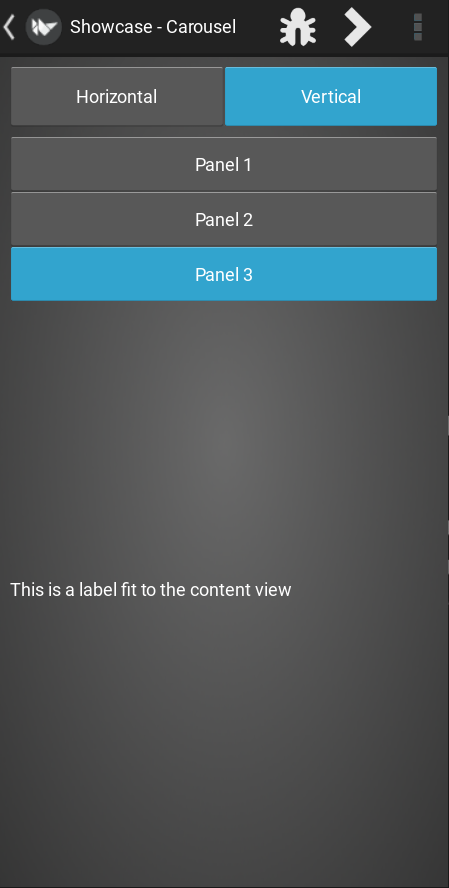 Showcase - Carousel
Horizontal
Vertical
Panel 1
Panel 2
Panel 3
This is a label fit to the content view